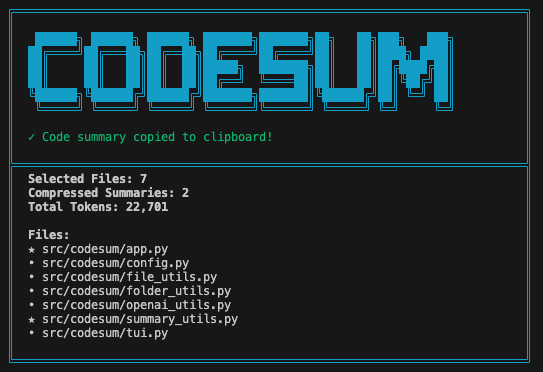 CODESUM
✓ Code summary copied to clipboard!
Selected Files: 7
Compressed Summaries: 2
Total Tokens: 22,701
Files:
★ src/codesum/app.py
• src/codesum/config.py
• src/codesum/file_utils.py
• src/codesum/folder_utils.py
• src/codesum/openai_utils.py
★ src/codesum/summary_utils.py
• src/codesum/tui.py